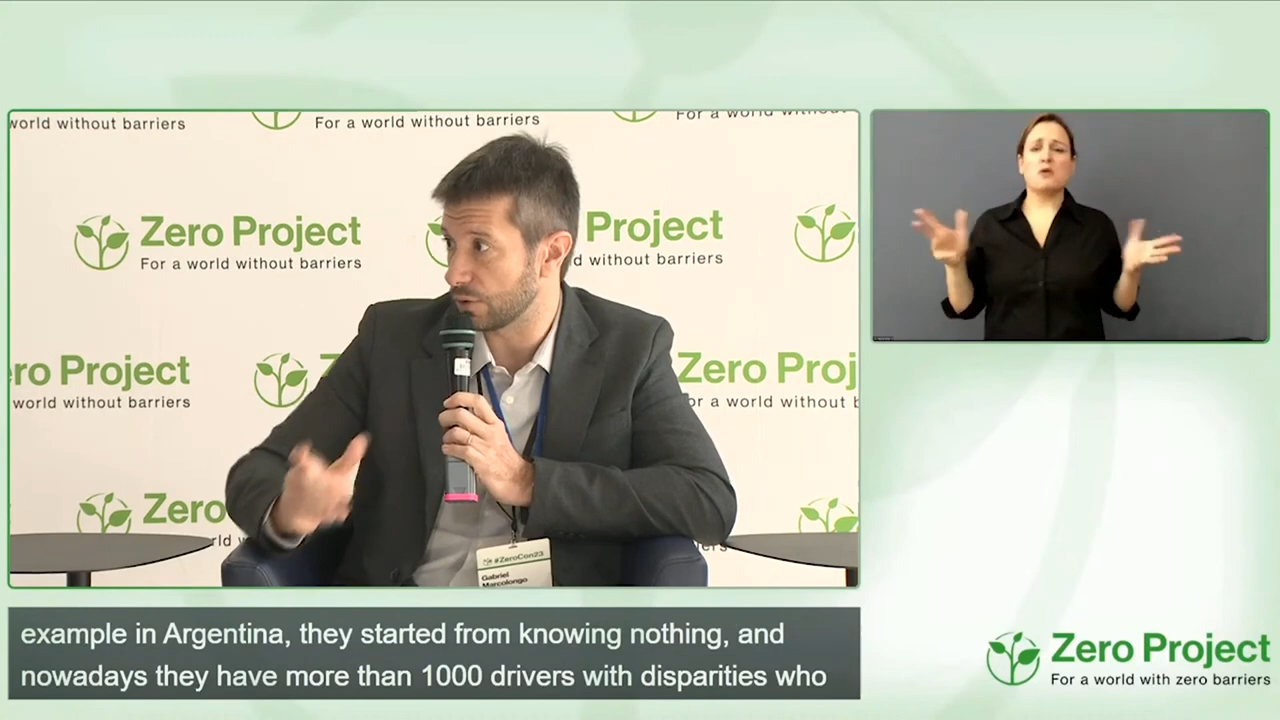 world without barriers
For a world without barriers
For a world without
Zero Project
For a world without barriers
Project
d without barriers
ro Project
world without barriers
Z
Zero Proj
or a world without b
Zero
rld w
iers
#ZeroCon23
Gabriel
Marcolongo
example in Argentina, they started from knowing nothing, and
nowadays they have more than 1000 drivers with disparities who
Zero Project
For a world with zero barriers